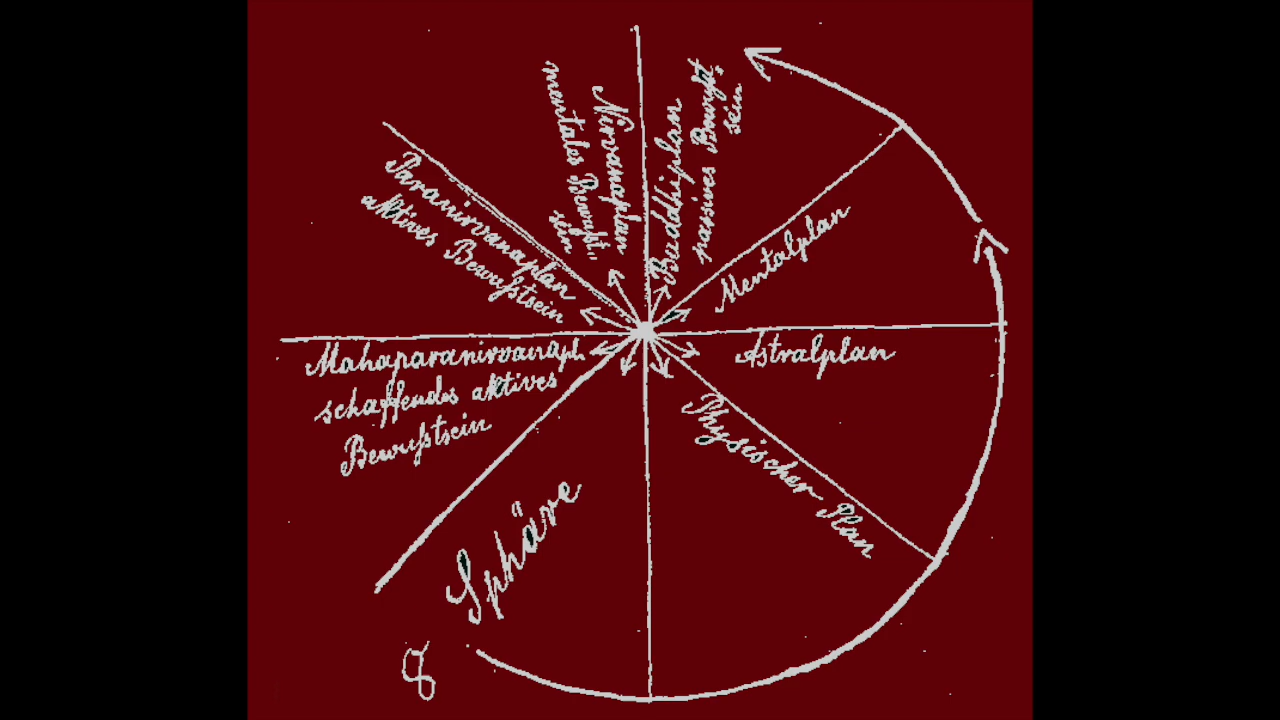 mentales Bewußt-
sein
Nirvanaplan
Buddhiplan
passives Bewußt-
sein
Paranirvanaplan
aktives Bewußtsein
Mentalplan
Mahaparanirvanapl.
schaffendes aktives
Bewußtsein
Astralplan
Physischer Plan
Sphäre
8